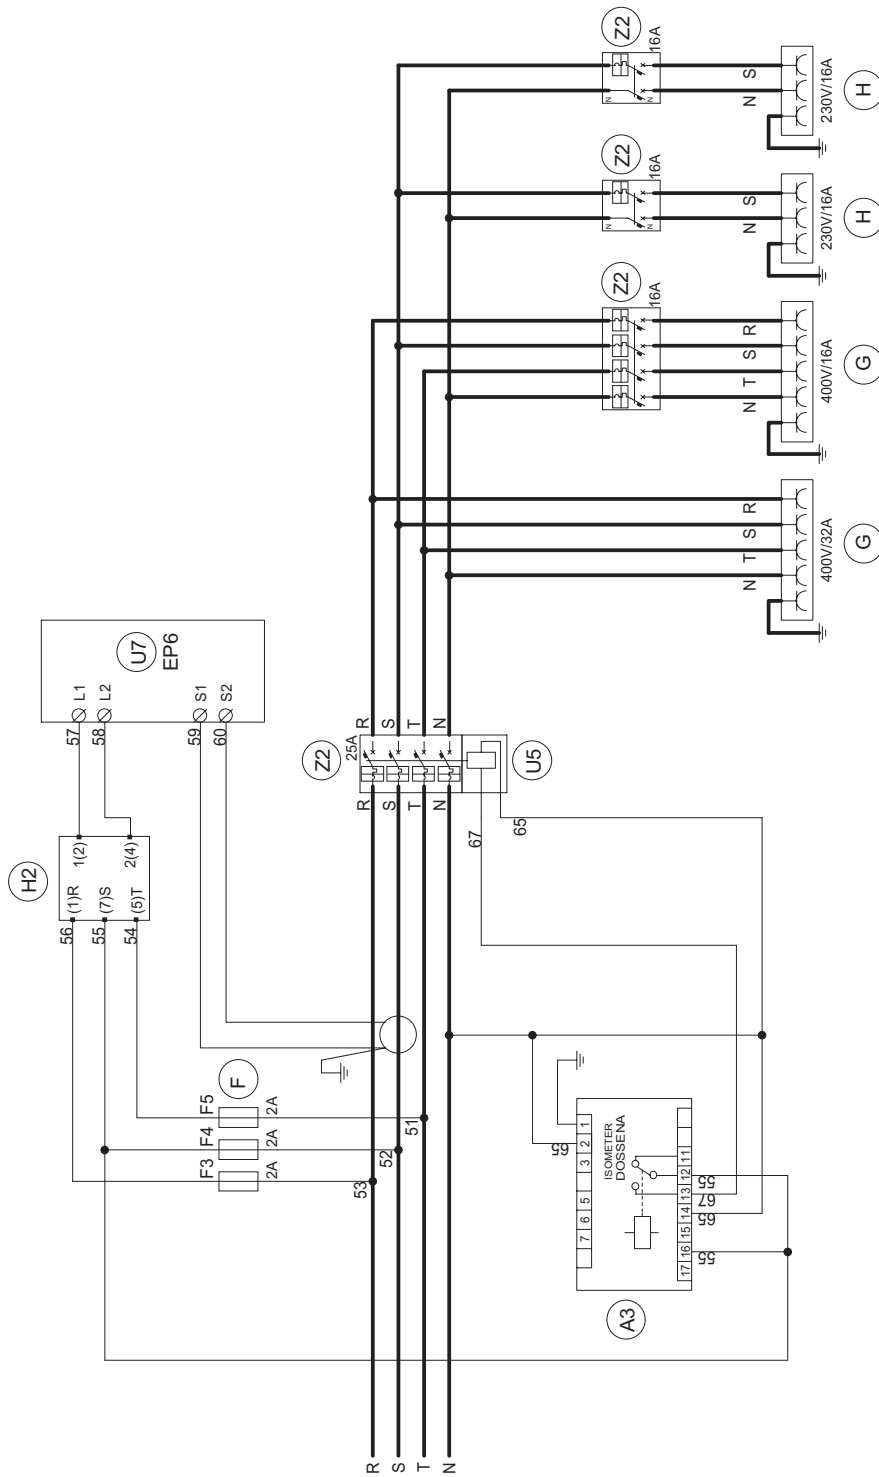 H2
56
(1)R
55
(7)S
54
(5)T
1(2)
2(4)
57
58
59
60
L1
L2
S1
S2
U7
EP6
F
F3
F4
F5
2A
2A
2A
53
52
51
R
S
T
N
R
S
T
N
Z2
25A
U5
R
S
T
N
67
65
A3
ISOMETER
DOSSENA
7
6
5
3
2
1
17
16
15
14
13
12
11
65
55
65
67
55
N
T
S
R
400V/32A
G
Z2
16A
N
T
S
R
400V/16A
G
Z2
16A
N
N
N
S
230V/16A
H
Z2
16A
N
N
N
S
230V/16A
H